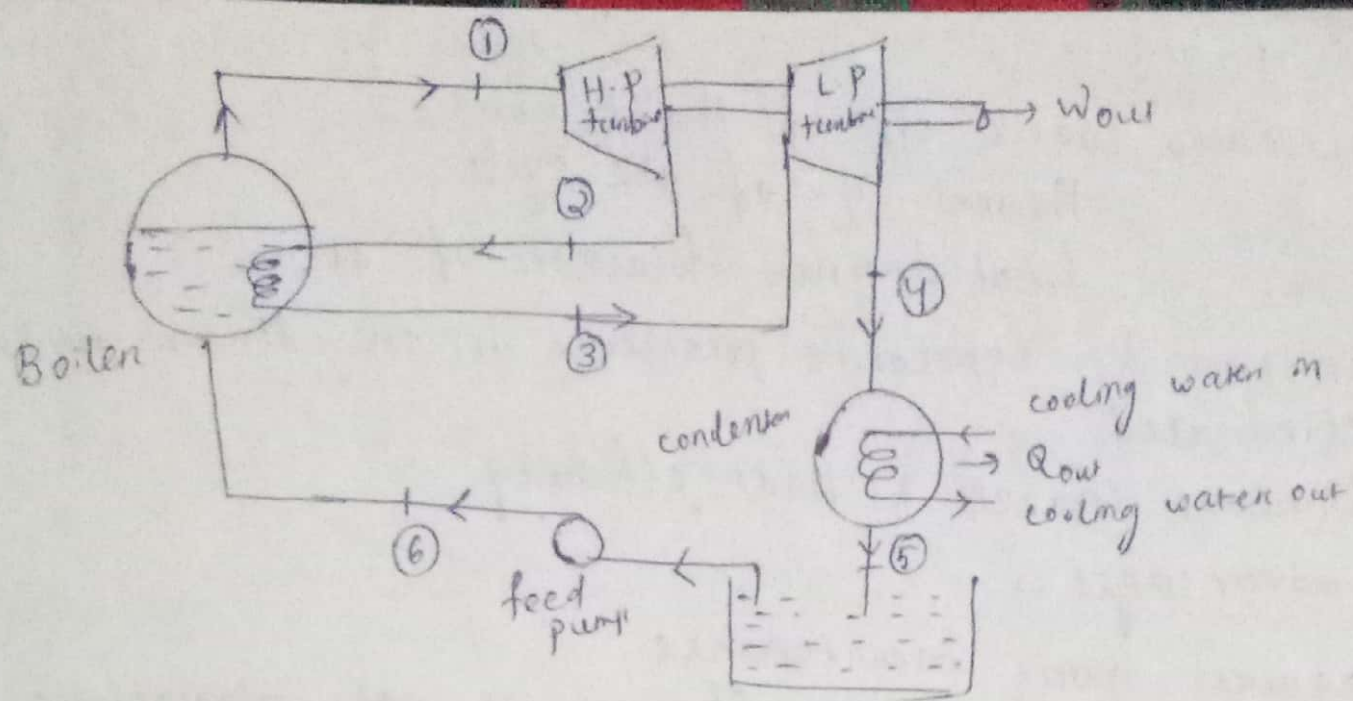 ①
H.P
turbine
L.P
turbine
Wout
②
③
④
Boiler
condenser
cooling water in
Qout
cooling water out
⑤
⑥
feed
pump